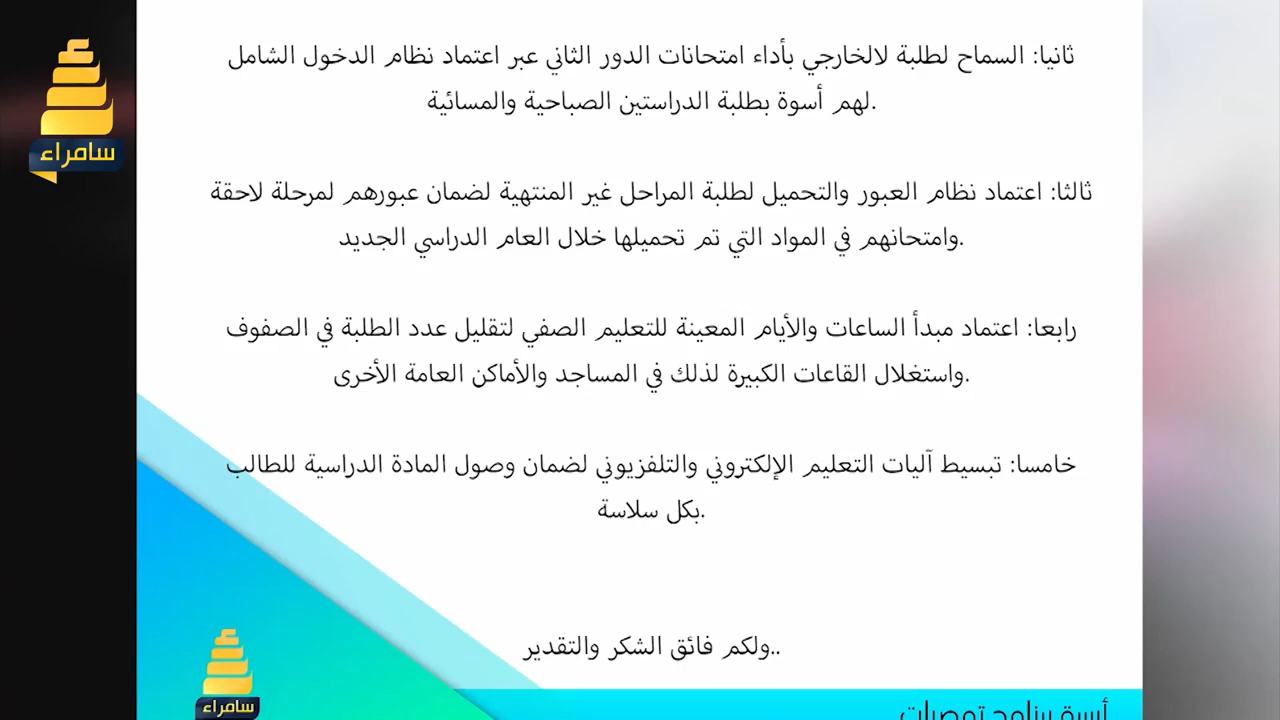 سامراء
ثانيا: السماح لطلبة لالخارجي بأداء امتحانات الدور الثاني عبر اعتماد نظام الدخول الشامل
لهم أسوة بطلبة الدراستين الصباحية والمسائية.
ثالثا: اعتماد نظام العبور والتحميل لطلبة المراحل غير المنتهية لضمان عبورهم لمرحلة لاحقة
وامتحانهم في المواد التي تم تحميلها خلال العام الدراسي الجديد.
رابعا: اعتماد مبدأ الساعات والأيام المعينة للتعليم الصفي لتقليل عدد الطلبة في الصفوف
واستغلال القاعات الكبيرة لذلك في المساجد والأماكن العامة الأخرى.
خامسا: تبسيط آليات التعليم الإلكتروني والتلفزيوني لضمان وصول المادة الدراسية للطالب
بكل سلاسة.
ولكم فائق الشكر والتقدير..
سامراء
أسرة برنامج